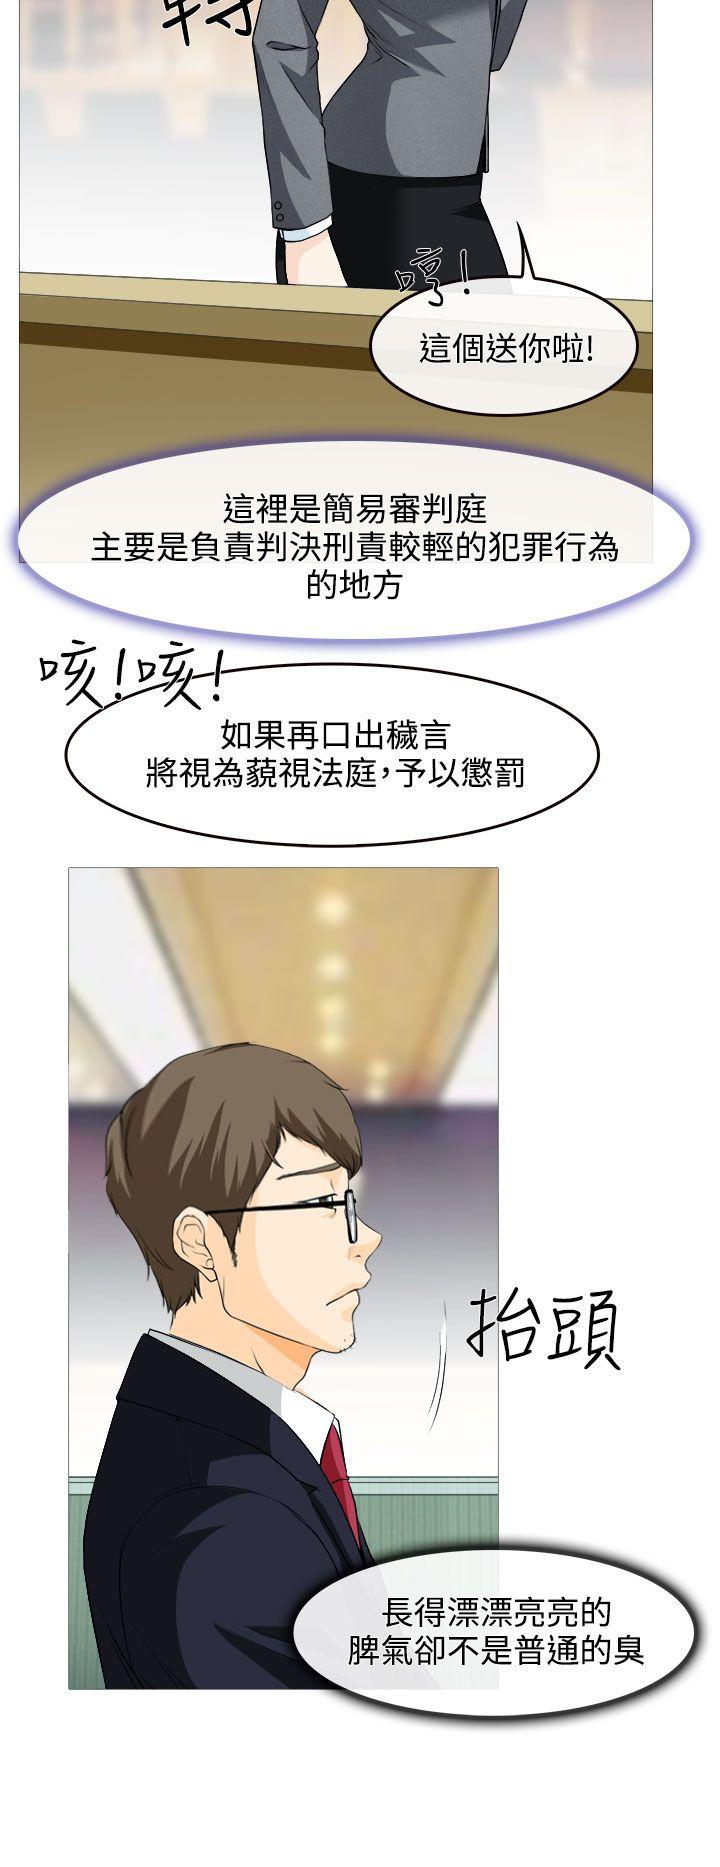 哼!
這個送你啦!
這裡是簡易審判庭
主要是負責判決刑責較輕的犯罪行為
的地方
咳!咳!
如果再口出穢言
將視為藐視法庭,予以懲罰
抬頭
長得漂漂亮亮的
脾氣卻不是普通的臭